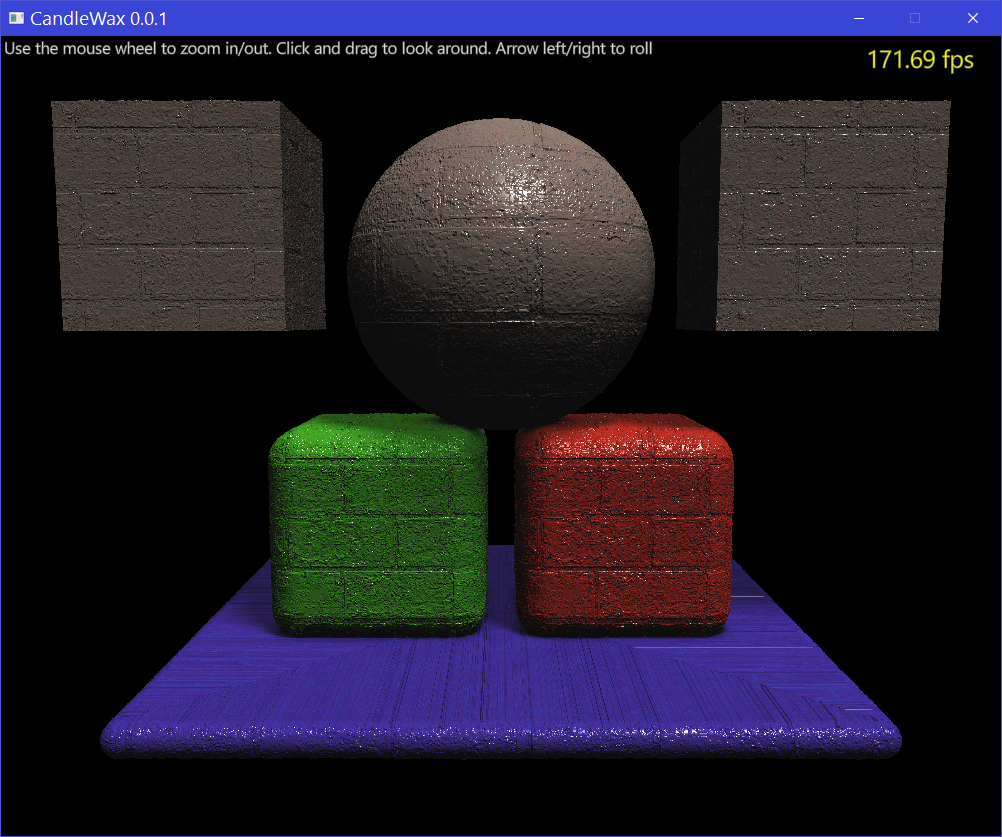 CandleWax 0.0.1
Use the mouse wheel to zoom in/out. Click and drag to look around. Arrow left/right to roll
171.69 fps